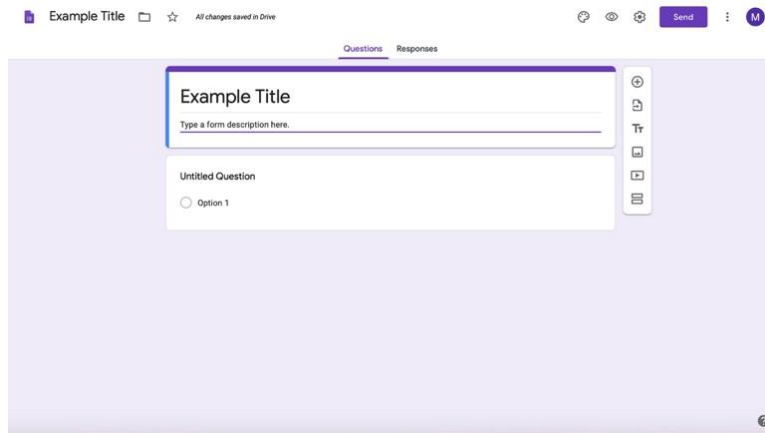 Example Title
All changes saved in Drive
Send
M
Questions Responses
Example Title
Type a form description here.
Tт
Untitled Question
Option 1